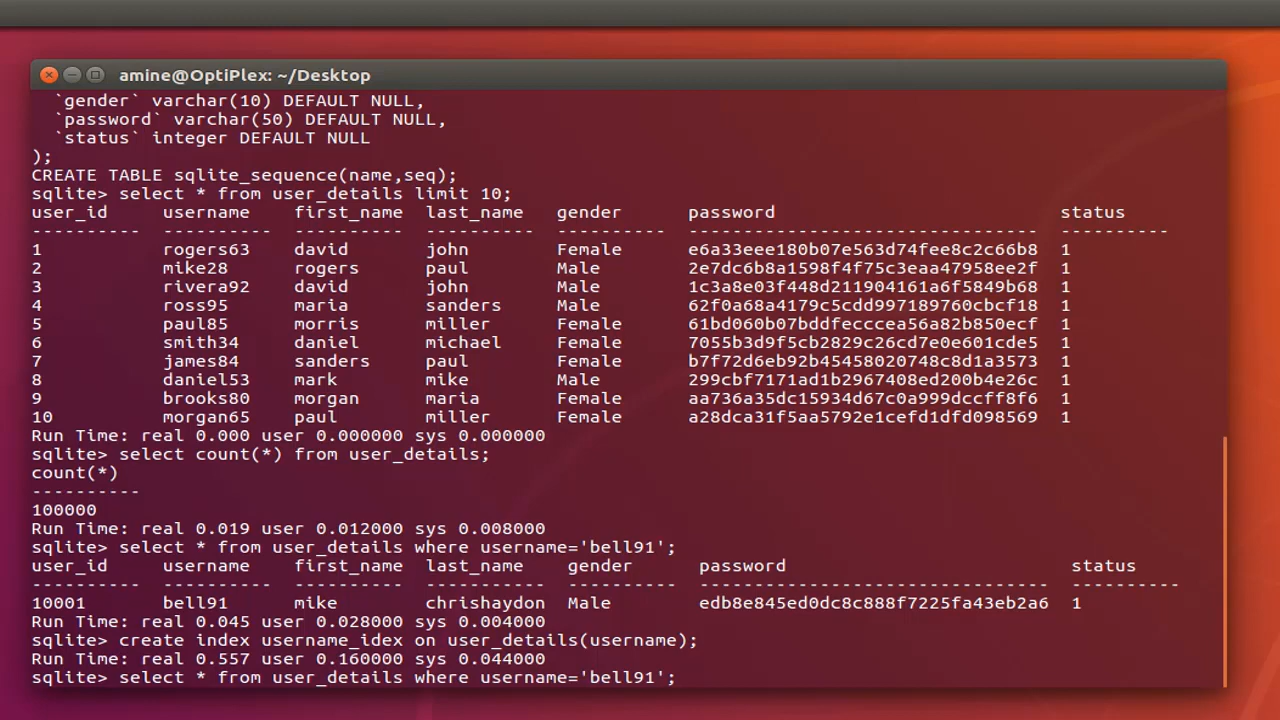 amine@OptiPlex: ~/Desktop
`gender` varchar(10) DEFAULT NULL,
`password` varchar(50) DEFAULT NULL,
`status` integer DEFAULT NULL
);
CREATE TABLE sqlite_sequence(name,seq);
sqlite> select * from user_details limit 10;
user_id username first_name last_name gender password status
---------- ---------- ---------- ---------- ---------- -------------------------------- ----------
1 rogers63 david john Female e6a33eee180b07e563d74fee8c2c66b8 1
2 mike28 rogers paul Male 2e7dc6b8a1598f4f75c3eaa47958ee2f 1
3 rivera92 david john Male 1c3a8e03f448d211904161a6f5849b68 1
4 ross95 maria sanders Male 62f0a68a4179c5cdd997189760cbcf18 1
5 paul85 morris miller Female 61bd060b07bddfecccea56a82b850ecf 1
6 smith34 daniel michael Female 7055b3d9f5cb2829c26cd7e0e601cde5 1
7 james84 sanders paul Female b7f72d6eb92b45458020748c8d1a3573 1
8 daniel53 mark mike Male 299cbf7171ad1b2967408ed200b4e26c 1
9 brooks80 morgan maria Female aa736a35dc15934d67c0a999dccff8f6 1
10 morgan65 paul miller Female a28dca31f5aa5792e1cefd1dfd098569 1
Run Time: real 0.000 user 0.000000 sys 0.000000
sqlite> select count(*) from user_details;
count(*)
----------
100000
Run Time: real 0.019 user 0.012000 sys 0.008000
sqlite> select * from user_details where username='bell91';
user_id username first_name last_name gender password status
---------- ---------- ---------- ----------- ---------- -------------------------------- ----------
10001 bell91 mike chrishaydon Male edb8e845ed0dc8c888f7225fa43eb2a6 1
Run Time: real 0.045 user 0.028000 sys 0.004000
sqlite> create index username_idex on user_details(username);
Run Time: real 0.557 user 0.160000 sys 0.044000
sqlite> select * from user_details where username='bell91';